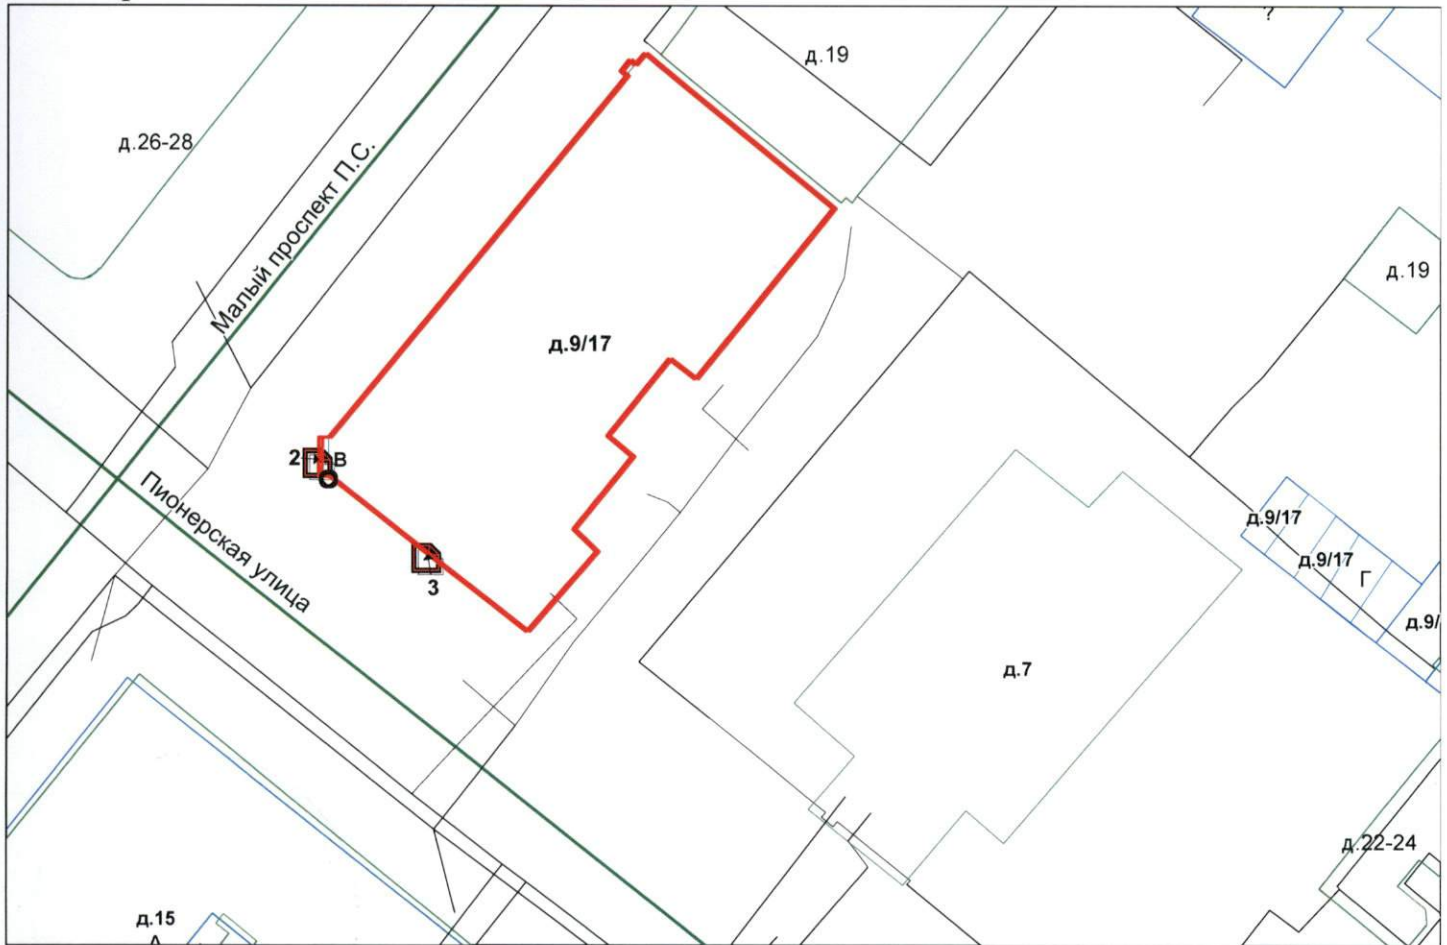 ?
д.19
д.26-28
Малый проспект П.С.
д.19
д.9/17
2
В
Пионерская улица
3
д.9/17
д.9/17
Г
д.9/
д.7
д.22-24
д.15